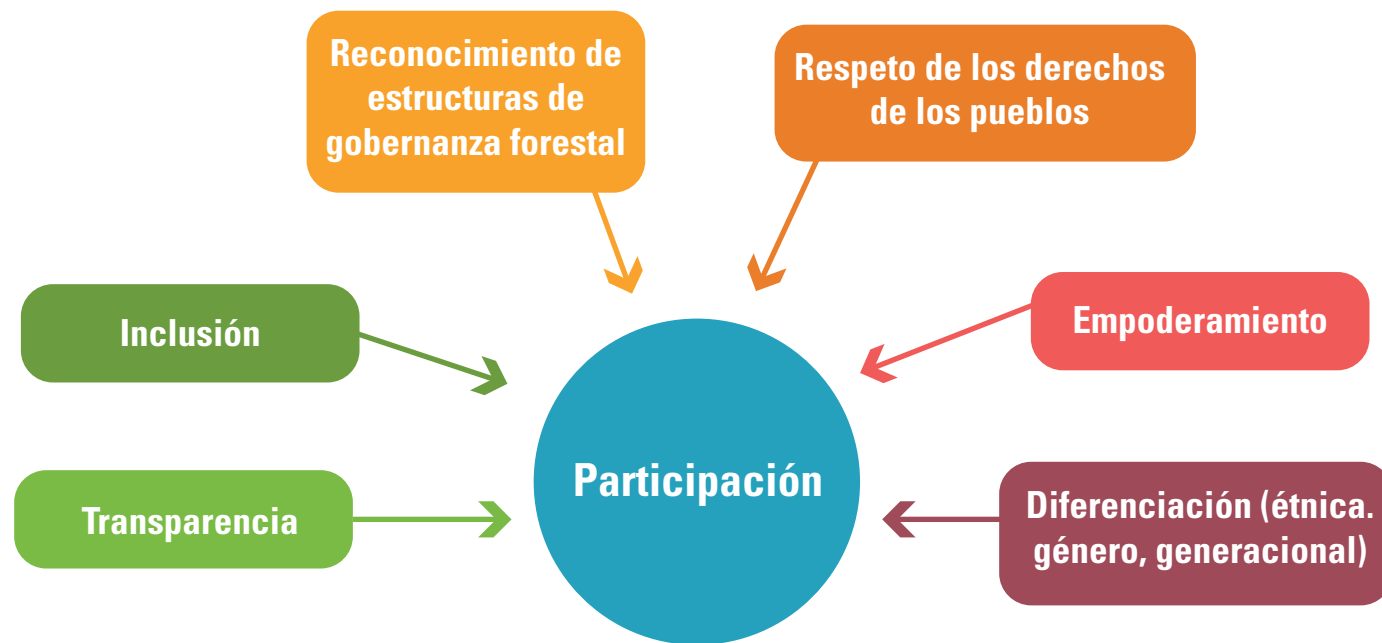 Reconocimiento de
estructuras de
gobernanza forestal
Respeto de los derechos
de los pueblos
Inclusión
Empoderamiento
Participación
Transparencia
Diferenciación (étnica.
género, generacional)